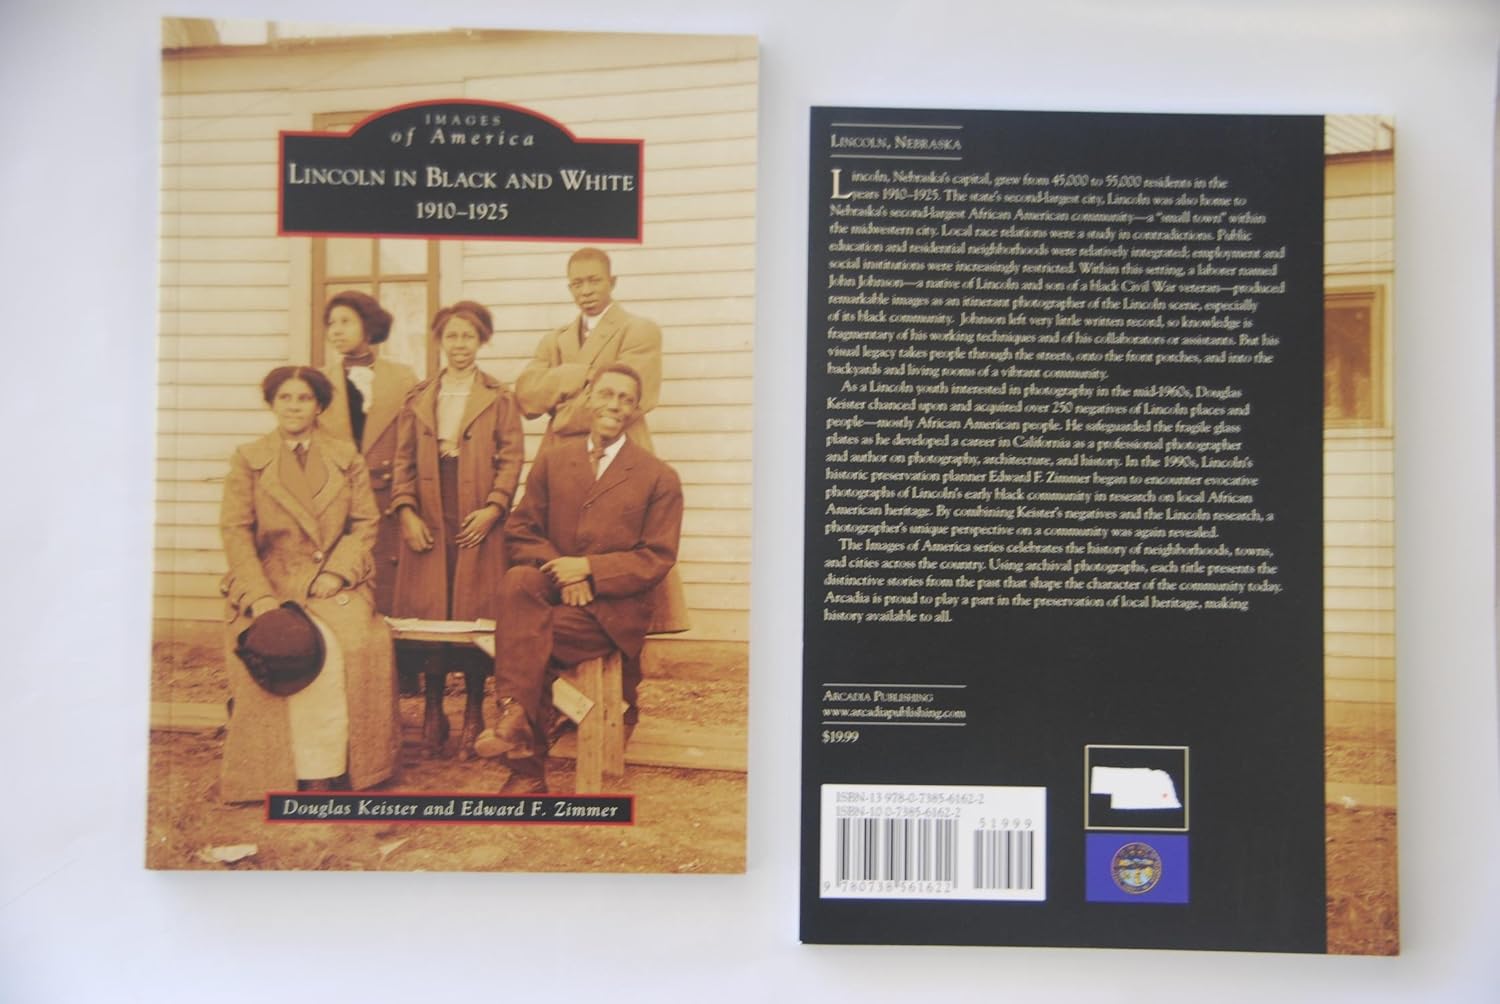 IMAGES
of America
LINCOLN IN BLACK AND WHITE
1910–1925
Douglas Keister and Edward F. Zimmer
LINCOLN, NEBRASKA
Lincoln, Nebraska's capital, grew from 45,000 to 55,000 residents in the
years 1910–1925. The state's second-largest city, Lincoln was also home to
Nebraska's second-largest African American community—a "small town" within
the midwestern city. Local race relations were a study in contradictions. Public
education and residential neighborhoods were relatively integrated; employment and
social institutions were increasingly restricted. Within this setting, a laborer named
John Johnson—a native of Lincoln and son of a black Civil War veteran—produced
remarkable images as an itinerant photographer of the Lincoln scene, especially
of its black community. Johnson left very little written record, so knowledge is
fragmentary of his working techniques and of his collaborators or assistants. But his
visual legacy takes people through the streets, onto the front porches, and into the
backyards and living rooms of a vibrant community.
As a Lincoln youth interested in photography in the mid-1960s, Douglas
Keister chanced upon and acquired over 250 negatives of Lincoln places and
people—mostly African American people. He safeguarded the fragile glass
plates as he developed a career in California as a professional photographer
and author on photography, architecture, and history. In the 1990s, Lincoln's
historic preservation planner Edward F. Zimmer began to encounter evocative
photographs of Lincoln's early black community in research on local African
American heritage. By combining Keister's negatives and the Lincoln research, a
photographer's unique perspective on a community was again revealed.
The Images of America series celebrates the history of neighborhoods, towns,
and cities across the country. Using archival photographs, each title presents the
distinctive stories from the past that shape the character of the community today.
Arcadia is proud to play a part in the preservation of local heritage, making
history available to all.
ARCADIA PUBLISHING
www.arcadiapublishing.com
$19.99
ISBN-13 978-0-7385-6162-2
ISBN-10 0-7385-6162-2
51999
9 780738 561622